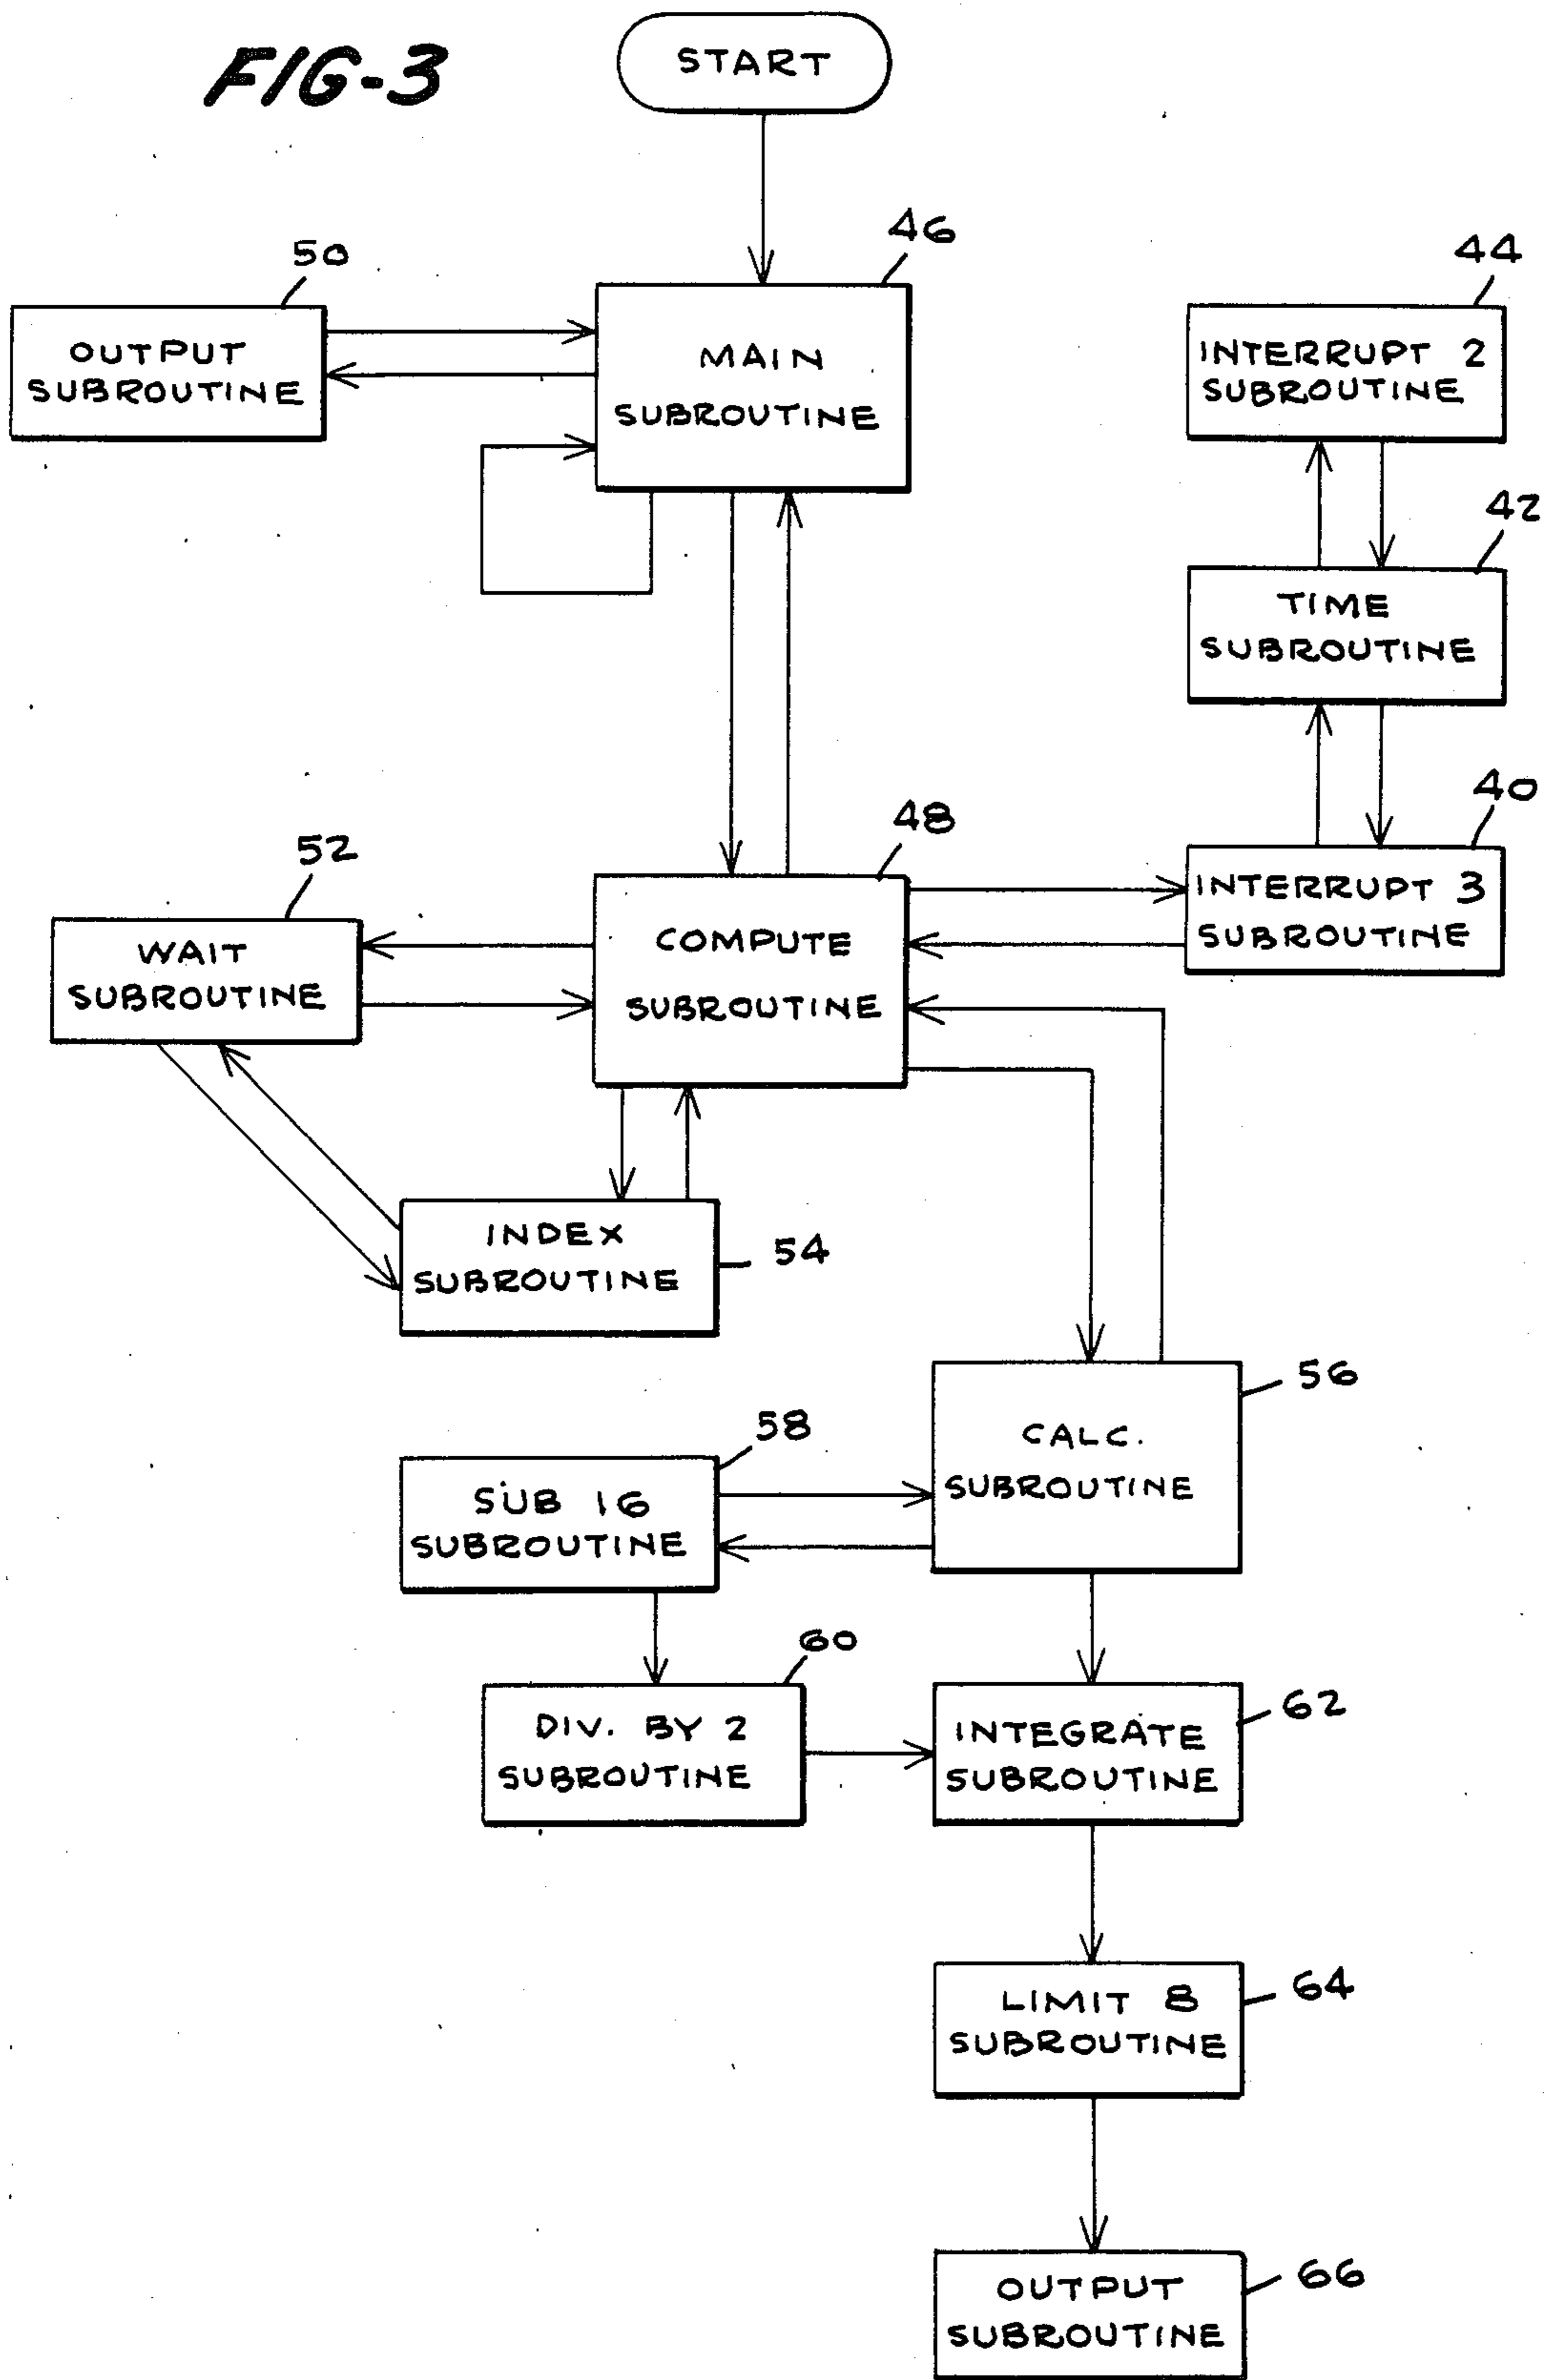 FIG-3
START
46
50
44
OUTPUT
SUBROUTINE
MAIN
SUBROUTINE
INTERRUPT 2
SUBROUTINE
42
TIME
SUBROUTINE
40
48
52
INTERRUPT 3
SUBROUTINE
WAIT
SUBROUTINE
COMPUTE
SUBROUTINE
INDEX
SUBROUTINE
54
56
58
CALC.
SUBROUTINE
SUB 16
SUBROUTINE
60
62
DIV. BY 2
SUBROUTINE
INTEGRATE
SUBROUTINE
64
LIMIT 8
SUBROUTINE
66
OUTPUT
SUBROUTINE